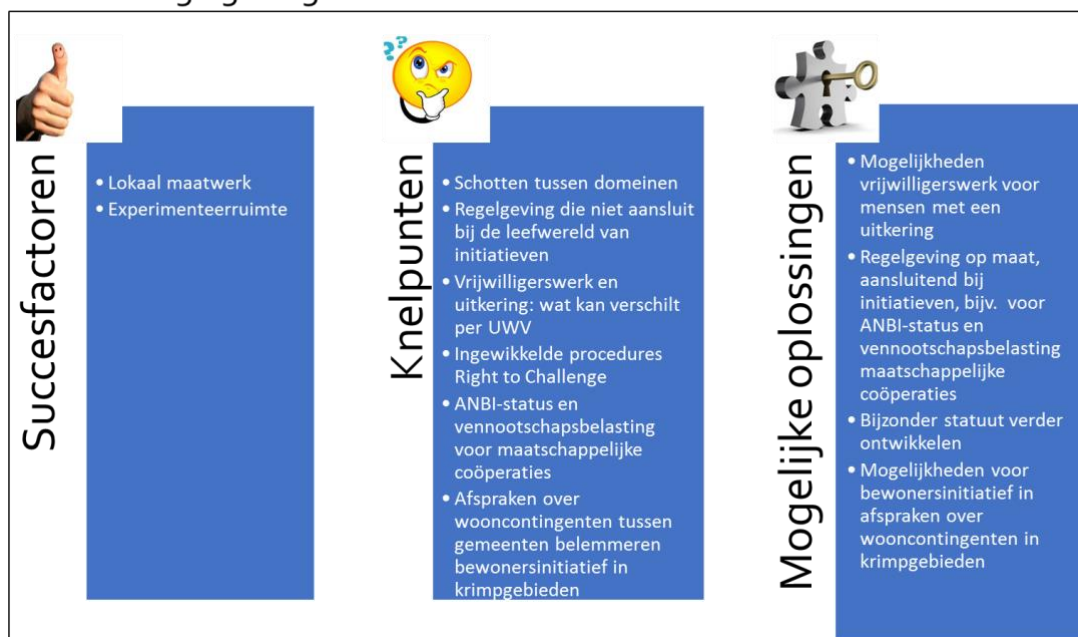 Succesfactoren
• Lokaal maatwerk
• Experimenteerruimte
??
Knelpunten
• Schotten tussen domeinen
• Regelgeving die niet aansluit
bij de leefwereld van
initiatieven
• Vrijwilligerswerk en
uitkering: wat kan verschilt
per UWV
• Ingewikkelde procedures
Right to Challenge
• ANBI-status en
vennootschapsbelasting
voor maatschappelijke
coöperaties
• Afspraken over
wooncontingenten tussen
gemeenten belemmeren
bewonersinitiatief in
krimpgebieden
Mogelijke oplossingen
• Mogelijkheden
vrijwilligerswerk voor
mensen met een
uitkering
• Regelgeving op maat,
aansluitend bij
initiatieven, bijv. voor
ANBI-status en
vennootschapsbelasting
maatschappelijke
coöperaties
• Bijzonder statuut verder
ontwikkelen
• Mogelijkheden voor
bewonersinitiatief in
afspraken over
wooncontingenten in
krimpgebieden